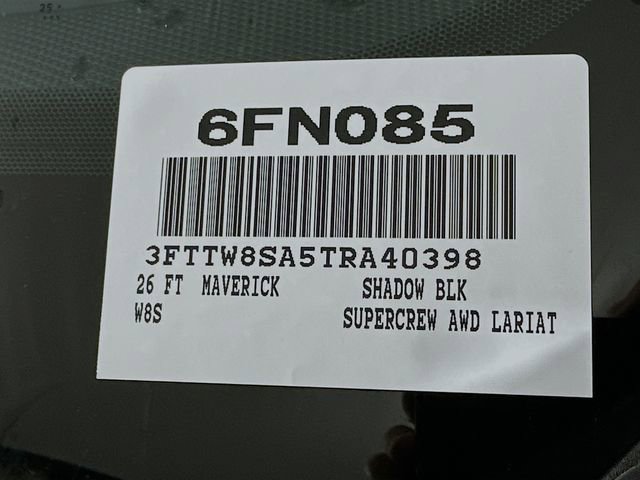 6FN085
3FTTW8SA5TRA40398
26 FT MAVERICK SHADOW BLK
W8S SUPERCREW AWD LARIAT